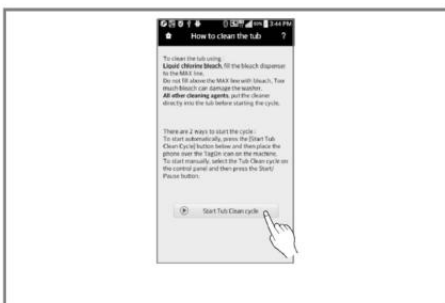 3:44 PM
How to clean the tub ?
To clean the tub using :
Liquid chlorine bleach, fill the bleach dispenser
to the MAX line.
Do not fill above the MAX line with bleach, Too
much bleach can damage the washer.
All other cleaning agents, put the cleaner
directly into the tub before starting the cycle.
There are 2 ways to start the cycle :
To start automatically, press the [Start Tub
Clean Cycle] button below and then place the
phone over the TagOn icon on the machine.
To start manually, select the Tub Clean cycle on
the control panel and then press the Start/
Pause button.
Start Tub Clean cycle